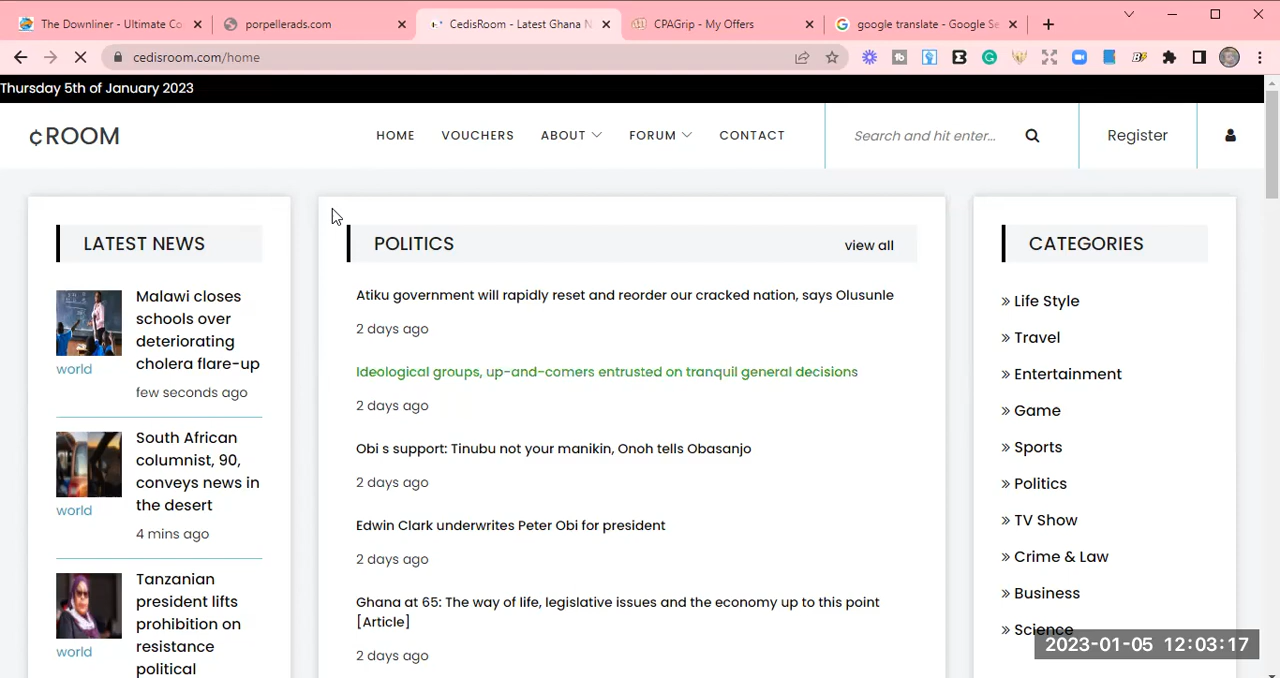 The Downliner - Ultimate Co
porpellerads.com
CedisRoom - Latest Ghana N
CPAGrip - My Offers
google translate - Google Se
cedisroom.com/home
Thursday 5th of January 2023
¢ROOM
HOME
VOUCHERS
ABOUT
FORUM
CONTACT
Search and hit enter...
Register
LATEST NEWS
Malawi closes
schools over
deteriorating
cholera flare-up
world
few seconds ago
South African
columnist, 90,
conveys news in
the desert
world
4 mins ago
Tanzanian
president lifts
prohibition on
resistance
political
world
POLITICS
view all
Atiku government will rapidly reset and reorder our cracked nation, says Olusunle
2 days ago
Ideological groups, up-and-comers entrusted on tranquil general decisions
2 days ago
Obi s support: Tinubu not your manikin, Onoh tells Obasanjo
2 days ago
Edwin Clark underwrites Peter Obi for president
2 days ago
Ghana at 65: The way of life, legislative issues and the economy up to this point
[Article]
2 days ago
CATEGORIES
» Life Style
» Travel
» Entertainment
» Game
» Sports
» Politics
» TV Show
» Crime & Law
» Business
» Science
2023-01-05 12:03:17